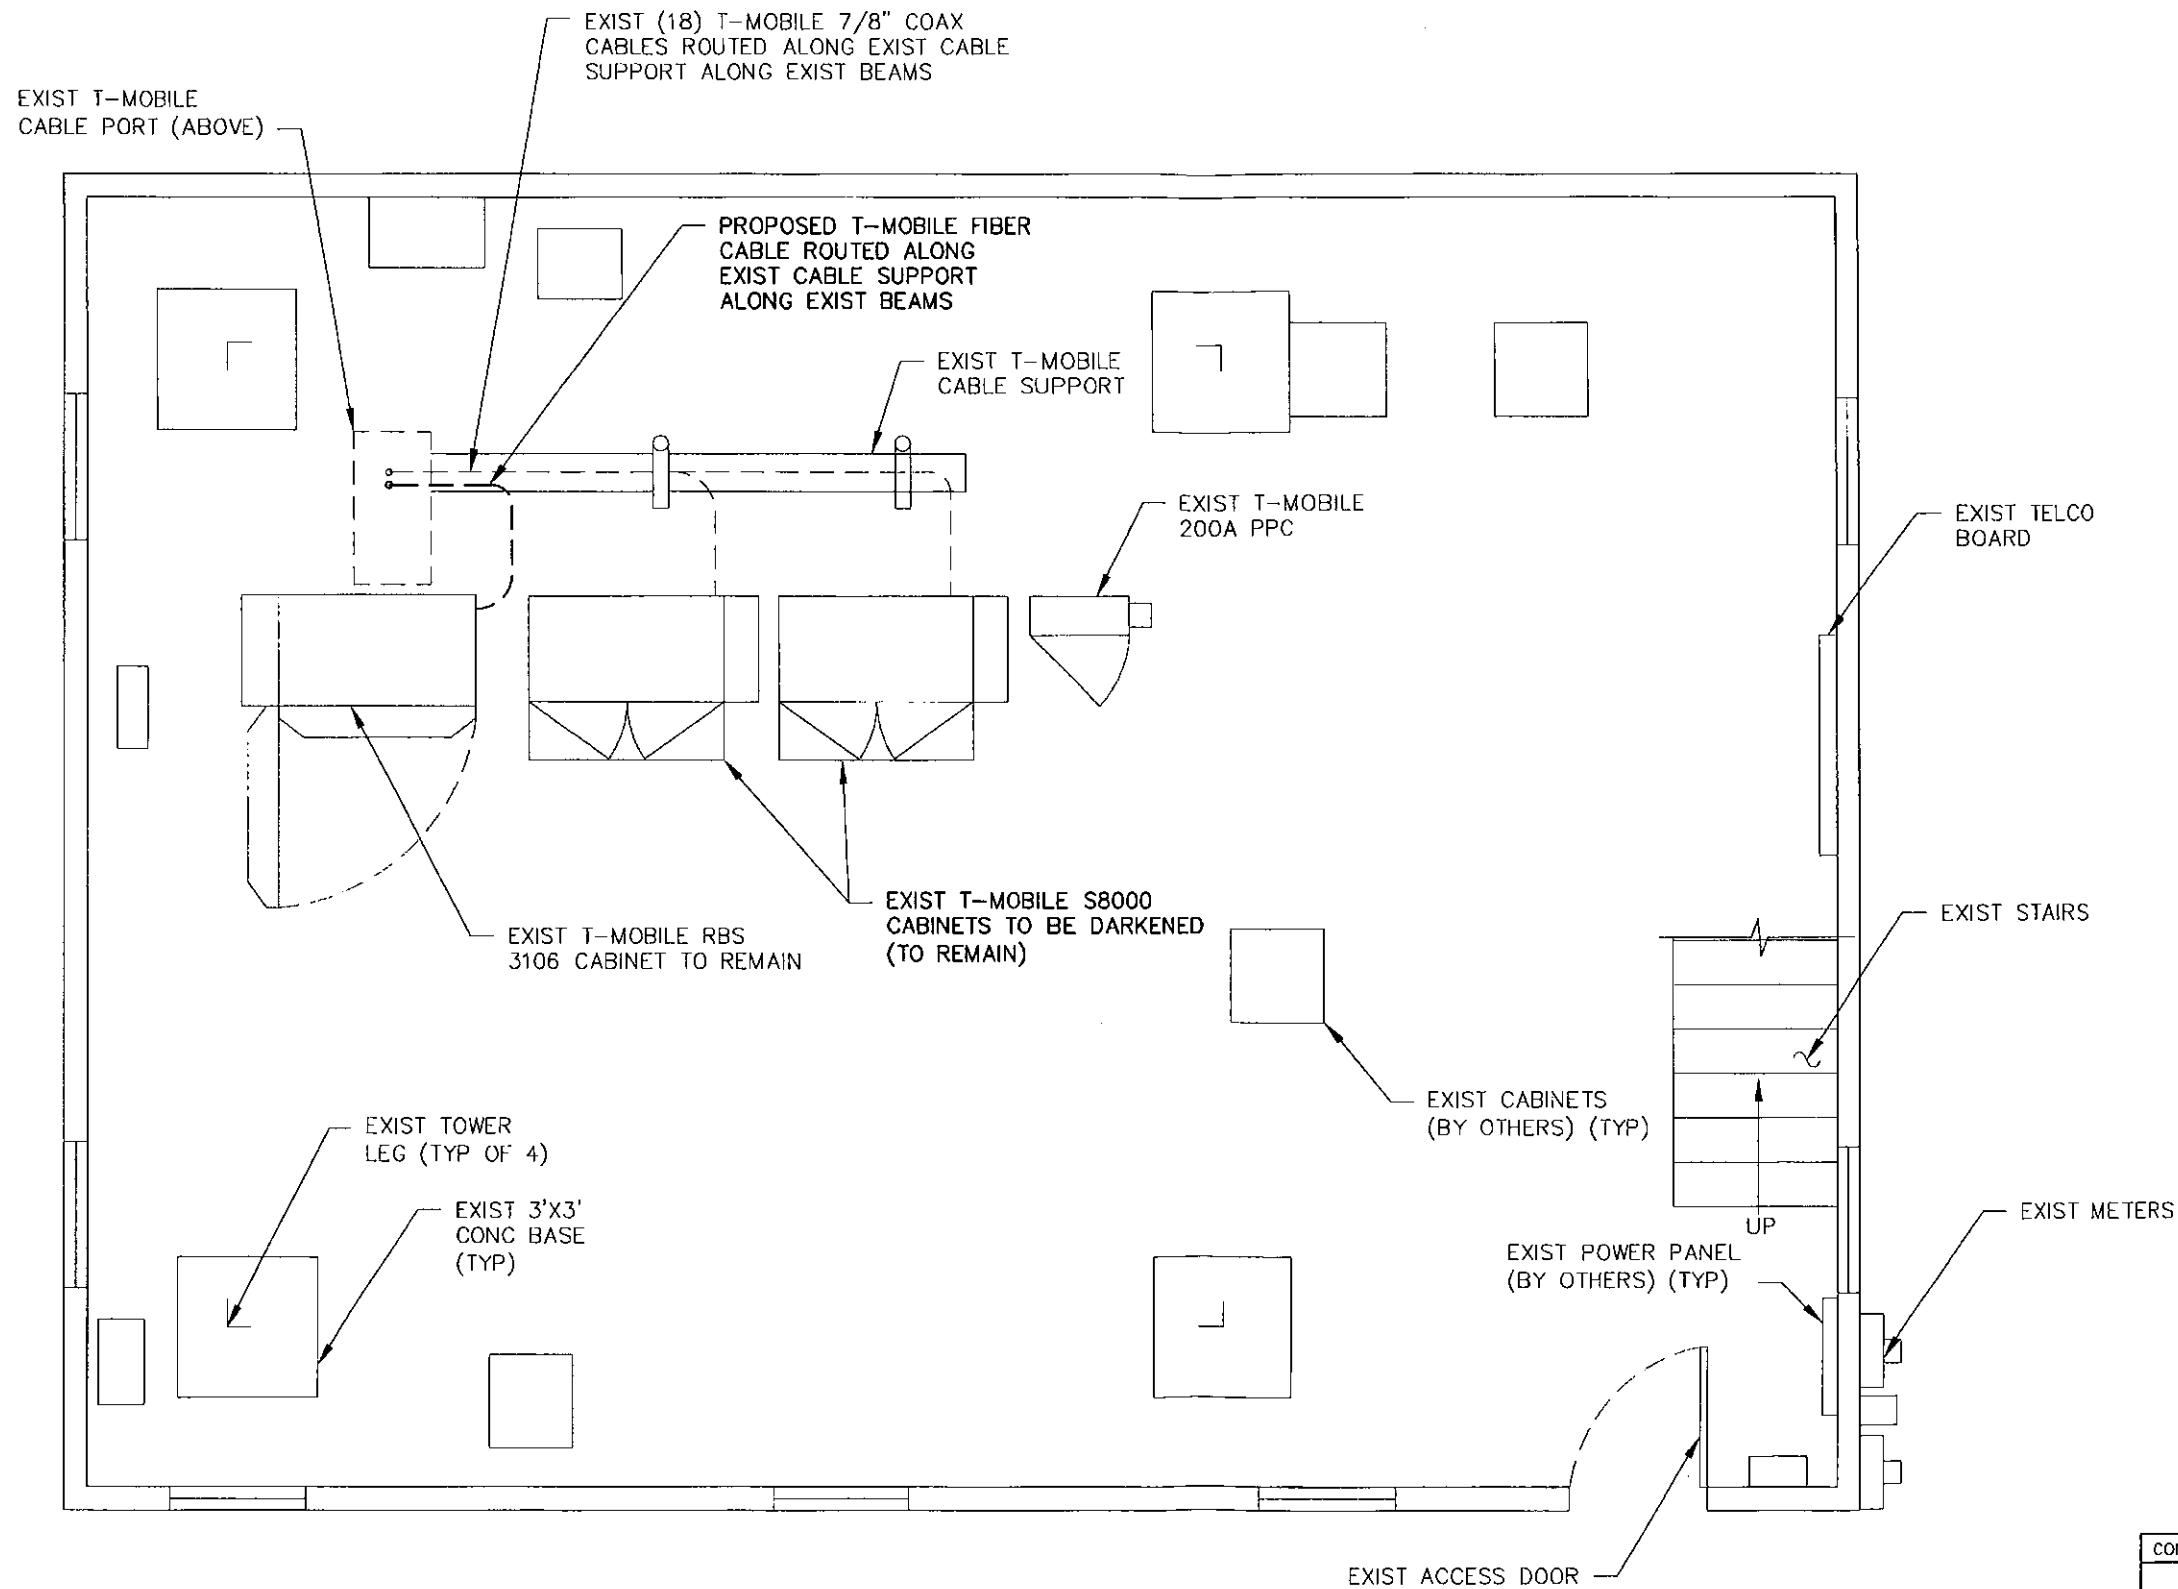 EXIST (18) T-MOBILE 7/8" COAX
CABLES ROUTED ALONG EXIST CABLE
SUPPORT ALONG EXIST BEAMS
EXIST T-MOBILE
CABLE PORT (ABOVE)
PROPOSED T-MOBILE FIBER
CABLE ROUTED ALONG
EXIST CABLE SUPPORT
ALONG EXIST BEAMS
EXIST T-MOBILE
CABLE SUPPORT
EXIST T-MOBILE
200A PPC
EXIST TELCO
BOARD
EXIST T-MOBILE RBS
3106 CABINET TO REMAIN
EXIST T-MOBILE S8000
CABINETS TO BE DARKENED
(TO REMAIN)
EXIST STAIRS
EXIST CABINETS
(BY OTHERS) (TYP)
EXIST TOWER
LEG (TYP OF 4)
EXIST 3'X3'
CONC BASE
(TYP)
UP
EXIST METERS
EXIST POWER PANEL
(BY OTHERS) (TYP)
EXIST ACCESS DOOR